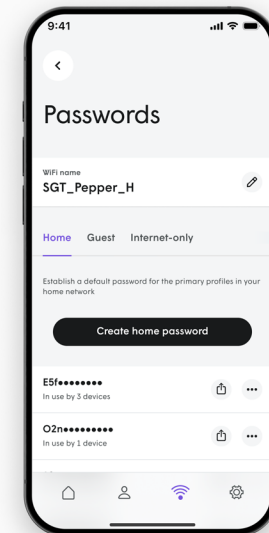 9:41
Passwords
WiFi name
SGT_Pepper_H
Home Guest Internet-only
Establish a default password for the primary profiles in your
home network
Create home password
E5f••••••••
In use by 3 devices
O2n•••••••••
In use by 1 device